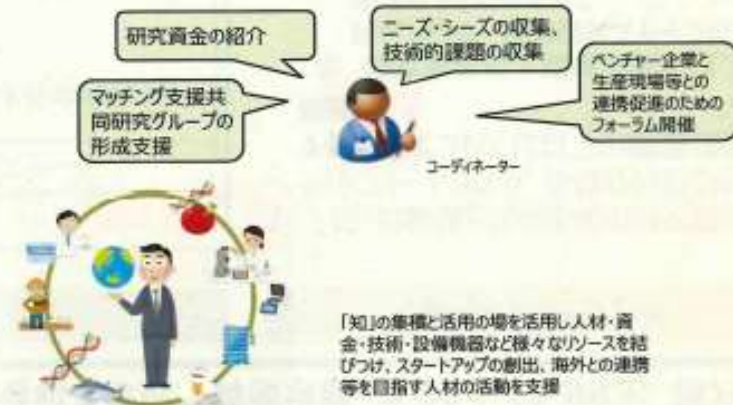 研究資金の紹介
ニーズ・シーズの収集、
技術的課題の収集
ベンチャー企業と
生産現場等との
連携促進のための
フォーラム開催
マッチング支援共
同研究グループの
形成支援
コーディネーター
「知」の集積と活用の場を活用し人材・資
金・技術・設備機器など様々なリソースを結
びつけ、スタートアップの創出、海外との連携
等を目指す人材の活動を支援